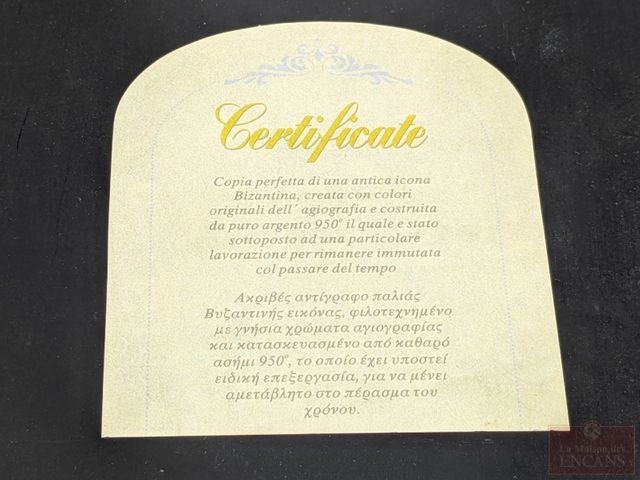 Certificate
Copia perfetta di una antica icona
Bizantina, creata con colori
originali dell' agiografia e costruita
da puro argento 950º il quale e stato
sottoposto ad una particolare
lavorazione per rimanere immutata
col passare del tempo
Ακριβές αντίγραφο παλιάς
Βυζαντινής εικόνας, φιλοτεχνημένο
με γνήσια χρώματα αγιογραφίας
και κατασκευασμένο από καθαρό
ασήμι 950º, το οποίο έχει υποστεί
ειδική επεξεργασία, για να μένει
αμετάβλητο στο πέρασμα του
χρόνου.
La Maison des
ENCANS